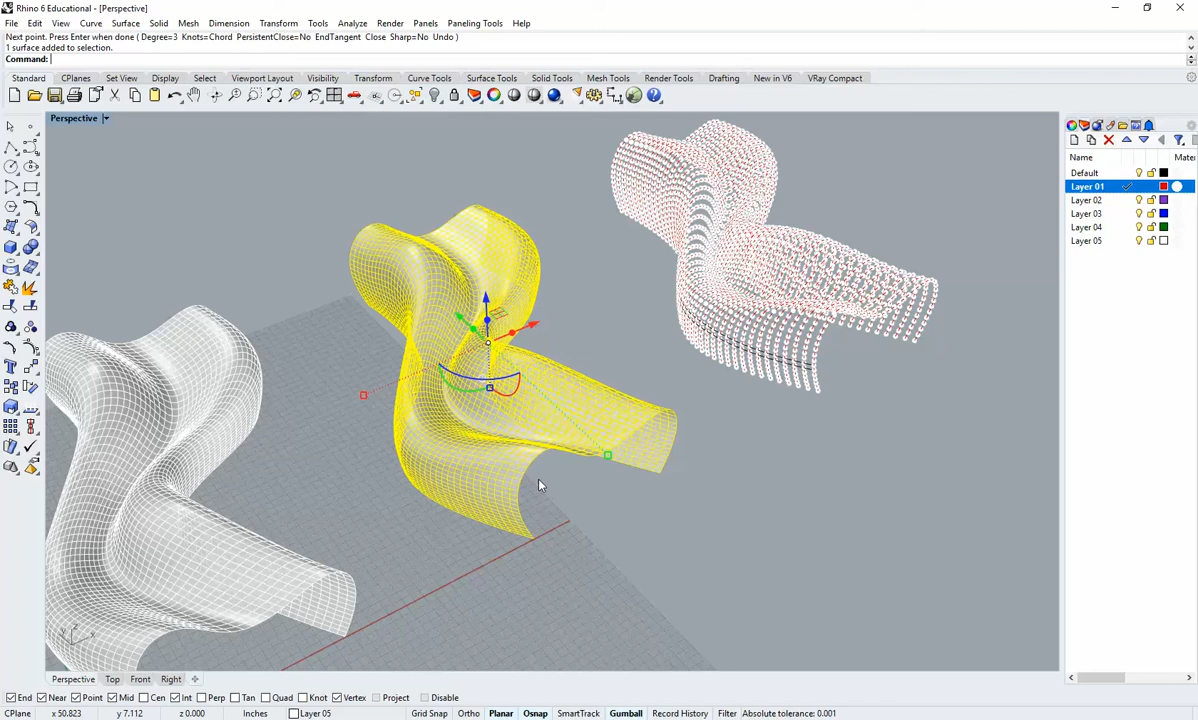 Rhino 6 Educational - [Perspective]
File Edit View Curve Surface Solid Mesh Dimension Transform Tools Analyze Render Panels Paneling Tools Help
Next point. Press Enter when done ( Degree=3 Knots=Chord PersistentClose=No EndTangent Close Sharp=No Undo )
1 surface added to selection.
Command:
Standard CPlanes Set View Display Select Viewport Layout Visibility Transform Curve Tools Surface Tools Solid Tools Mesh Tools Render Tools Drafting New in V6 VRay Compact
Perspective
Name Mate
Default
Layer 01
Layer 02
Layer 03
Layer 04
Layer 05
z
y
x
Perspective Top Front Right
End Near Point Mid Cen Int Perp Tan Quad Knot Vertex Project Disable
CPlane x 50.823 y 7.112 z 0.000 Inches Layer 05 Grid Snap Ortho Planar Osnap SmartTrack Gumball Record History Filter Absolute tolerance: 0.001